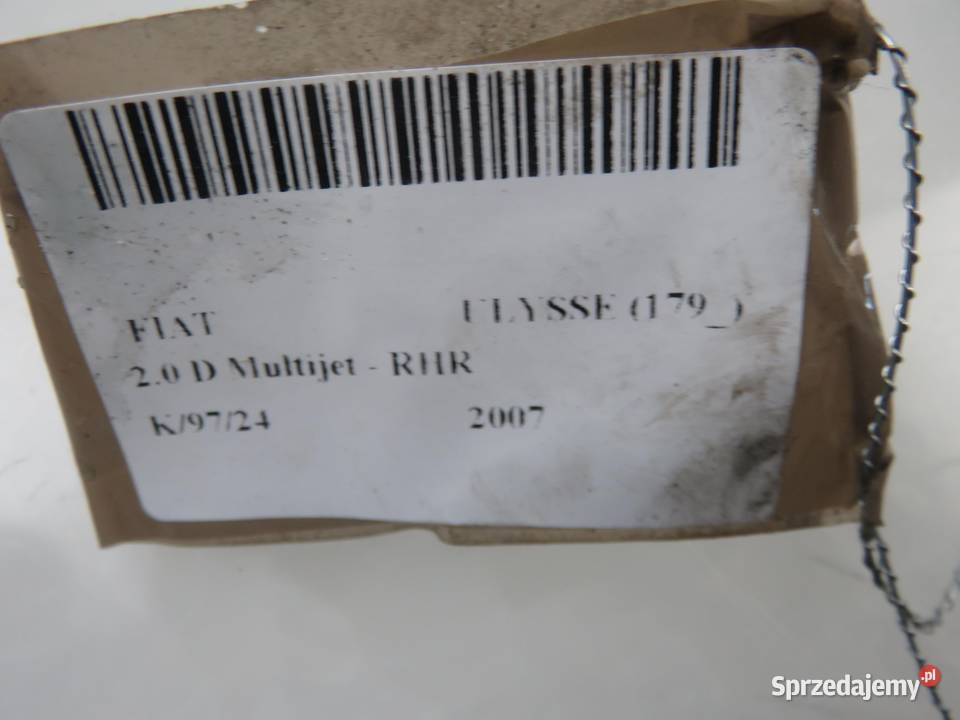 FIAT ULYSSE (179_)
2.0 D Multijet - RHR
K/97/24 2007
Sprzedajemy.pl